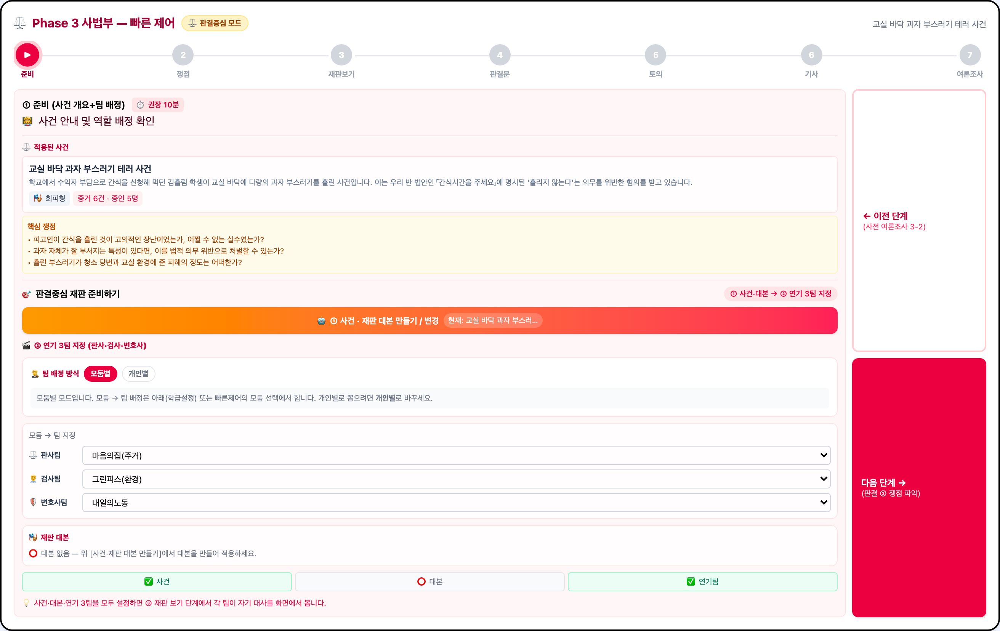 Phase 3 사법부 — 빠른 제어
판결중심 모드
교실 바닥 과자 부스러기 테러 사건
2
3
4
5
6
7
준비
쟁점
재판보기
판결문
토의
기사
여론조사
① 준비 (사건 개요+팀 배정)
권장 10분
사건 안내 및 역할 배정 확인
적용된 사건
교실 바닥 과자 부스러기 테러 사건
학교에서 수익자 부담으로 간식을 신청해 먹던 김흘림 학생이 교실 바닥에 다량의 과자 부스러기를 흘린 사건입니다. 이는 우리 반 법안인 「간식시간을 주세요」에 명시된 '흘리지 않는다'는 의무를 위반한 혐의를 받고 있습니다.
회피형
증거 6건 · 증인 5명
핵심 쟁점
• 피고인이 간식을 흘린 것이 고의적인 장난이었는가, 어쩔 수 없는 실수였는가?
• 과자 자체가 잘 부서지는 특성이 있다면, 이를 법적 의무 위반으로 처벌할 수 있는가?
• 흘린 부스러기가 청소 당번과 교실 환경에 준 피해의 정도는 어떠한가?
판결중심 재판 준비하기
① 사건·대본 → ② 연기 3팀 지정
① 사건 · 재판 대본 만들기 / 변경
현재: 교실 바닥 과자 부스러...
② 연기 3팀 지정 (판사·검사·변호사)
팀 배정 방식
모둠별
개인별
모둠별 모드입니다. 모둠 → 팀 배정은 아래(학급설정) 또는 빠른제어의 모둠 선택에서 합니다. 개인별로 뽑으려면 개인별로 바꾸세요.
모둠 → 팀 지정
판사팀
마음의집(주거)
검사팀
그린피스(환경)
변호사팀
내일의노동
재판 대본
대본 없음 — 위 [사건·재판 대본 만들기]에서 대본을 만들어 적용하세요.
사건
대본
연기팀
사건·대본·연기 3팀을 모두 설정하면 ③ 재판 보기 단계에서 각 팀이 자기 대사를 화면에서 봅니다.
← 이전 단계
(사전 여론조사 3-2)
다음 단계 →
(판결 ② 쟁점 파악)